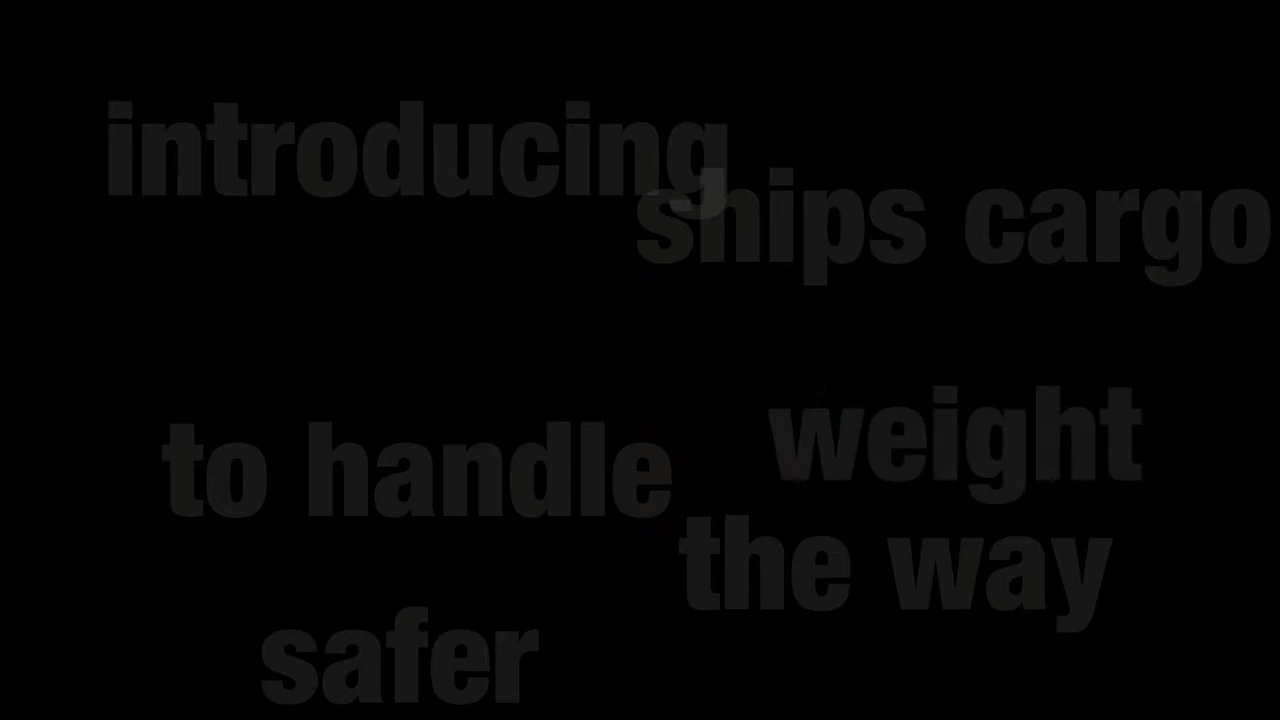 introducing
ships cargo
weight
to handle
the way
safer